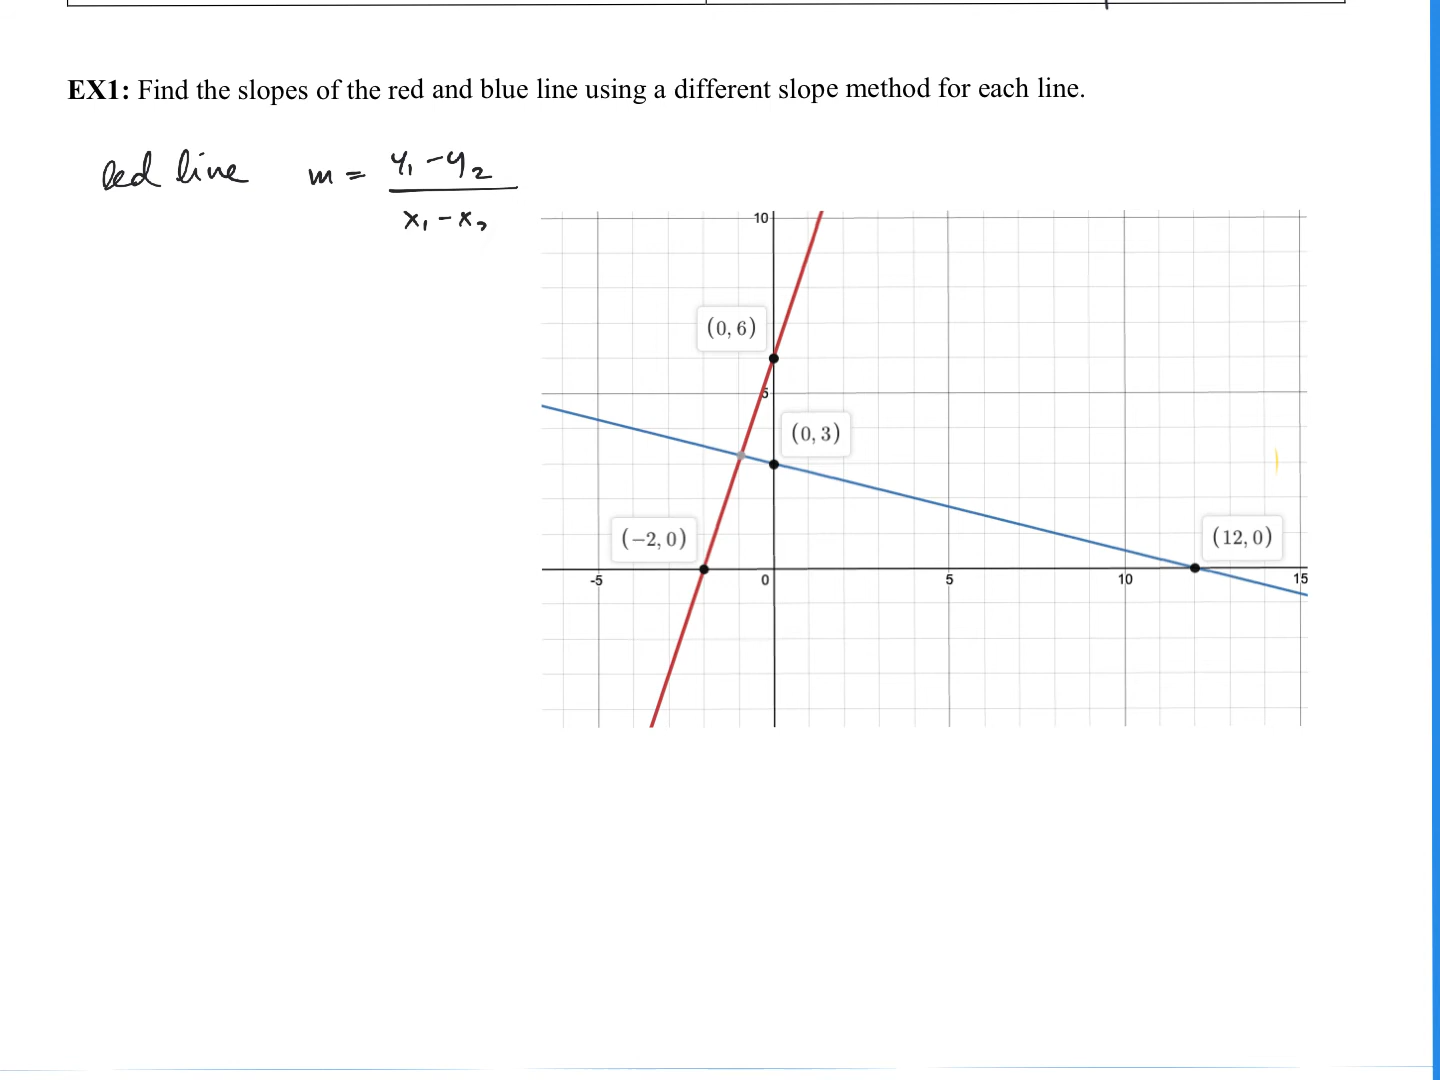 EX1: Find the slopes of the red and blue line using a different slope method for each line.
Red line m = y₁ - y₂
x₁ - x₂
10
(0, 6)
5
(0, 3)
(-2, 0)
(12, 0)
-5 0 5 10 15